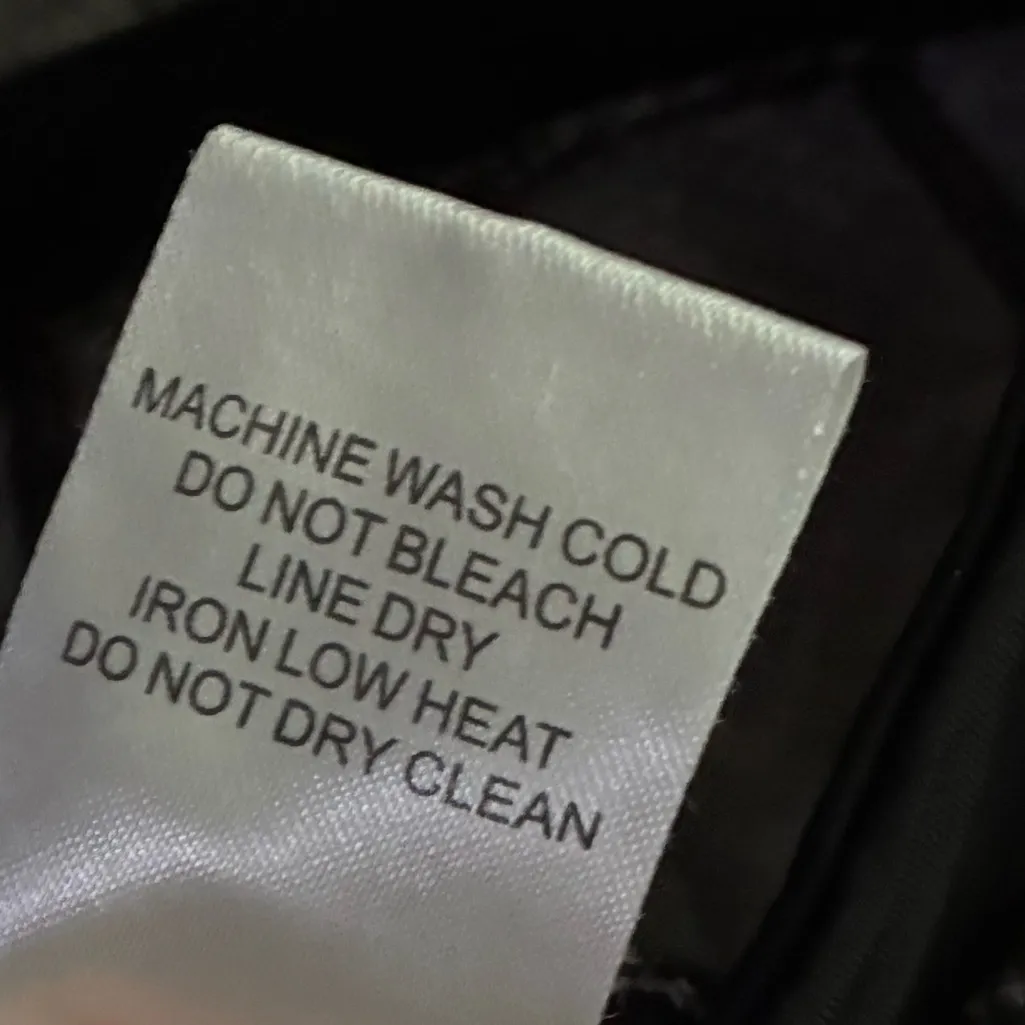 MACHINE WASH COLD
DO NOT BLEACH
LINE DRY
IRON LOW HEAT
DO NOT DRY CLEAN